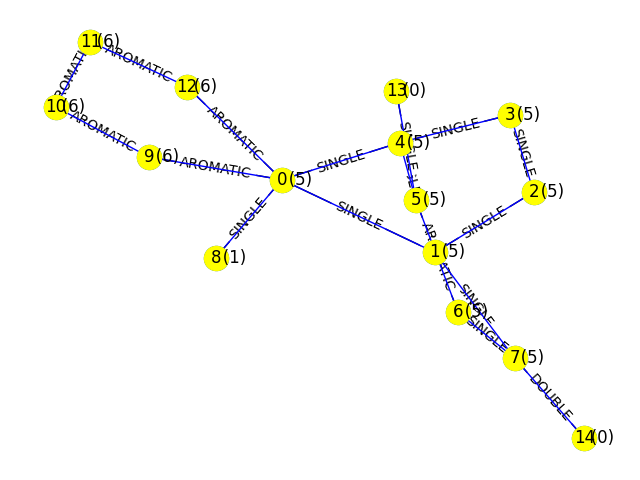 11(6)
AROMATIC
AROMATIC
12(6)
13(0)
10(6)
AROMATIC
AROMATIC
3(5)
SINGLE
4(5)
SINGLE
9(6)
AROMATIC
SINGLE
0(5)
SINGLE
2(5)
5(5)
SINGLE
SINGLE
SINGLE
8(1)
1(5)
SINGLE
6(5)
SINGLE
7(5)
DOUBLE
14(0)